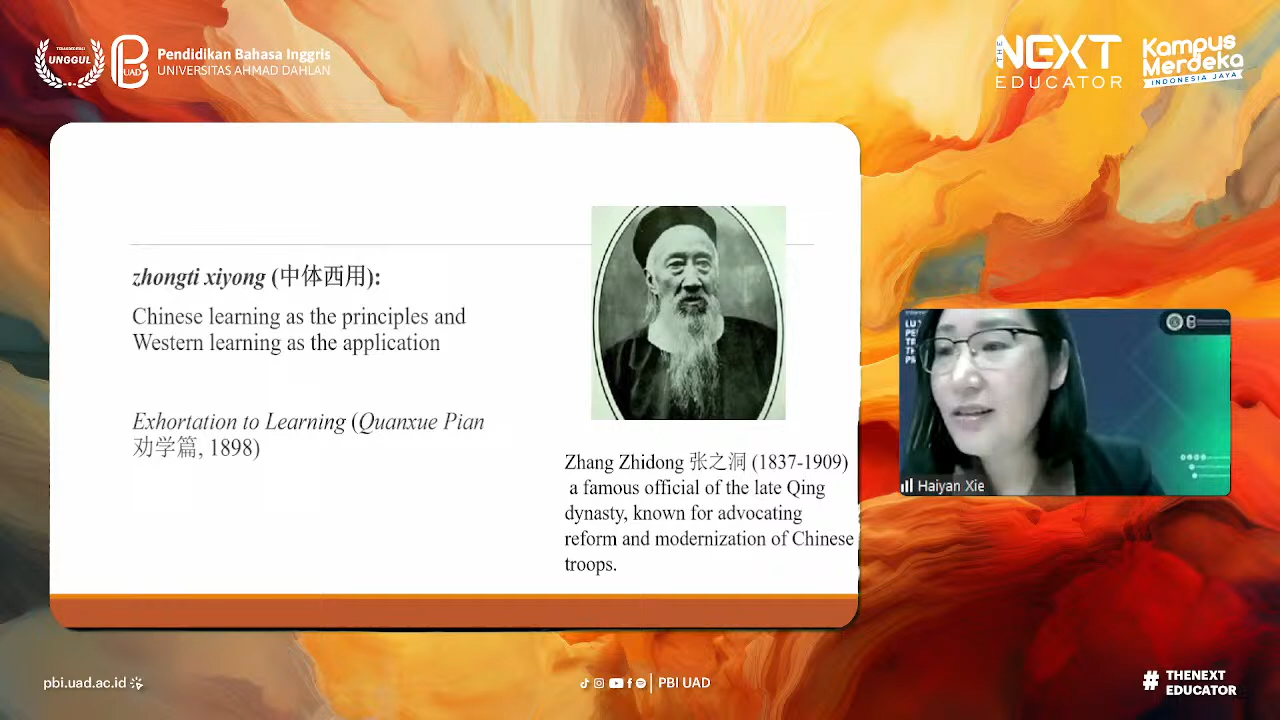 TERAKREDITASI
UNGGUL
UAD
Pendidikan Bahasa Inggris
UNIVERSITAS AHMAD DAHLAN
THE NEXT
EDUCATOR
Kampus
Merdeka
INDONESIA JAYA
zhongti xiyong (中体西用):
Chinese learning as the principles and
Western learning as the application
Exhortation to Learning (Quanxue Pian
劝学篇, 1898)
Zhang Zhidong 张之洞 (1837-1909)
a famous official of the late Qing
dynasty, known for advocating
reform and modernization of Chinese
troops.
Haiyan Xie
pbi.uad.ac.id
PBI UAD
# THENEXT
EDUCATOR